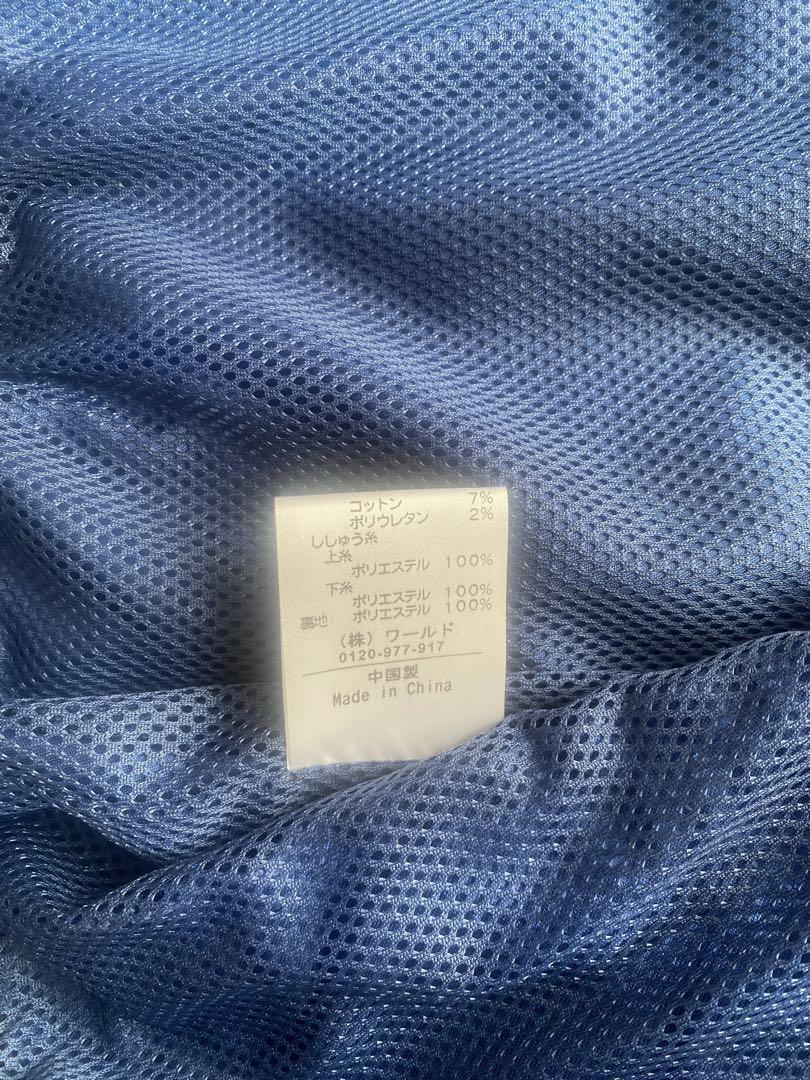 コットン 7%
ポリウレタン 2%
ししゅう糸
上糸
ポリエステル 100%
下糸
ポリエステル 100%
裏地 ポリエステル 100%
（株）ワールド
0120-977-917
中国製
Made in China